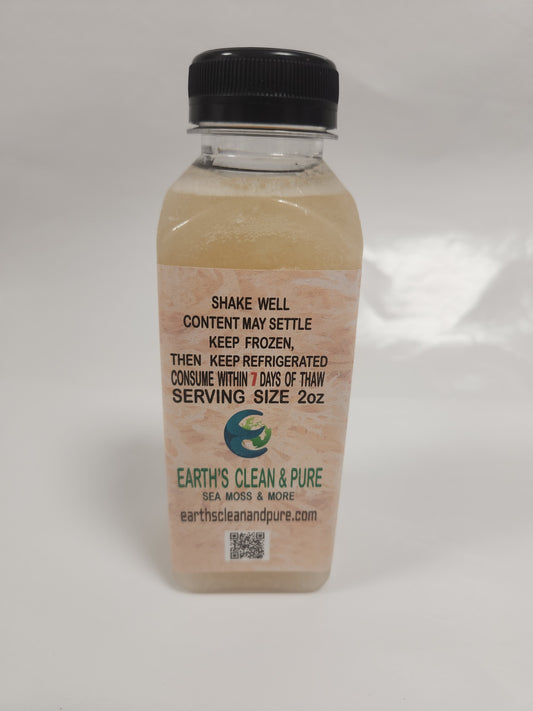 SHAKE WELL
CONTENT MAY SETTLE
KEEP FROZEN,
THEN KEEP REFRIGERATED
CONSUME WITHIN 7 DAYS OF THAW
SERVING SIZE 2oz
EARTH'S CLEAN & PURE
SEA MOSS & MORE
earthscleanandpure.com